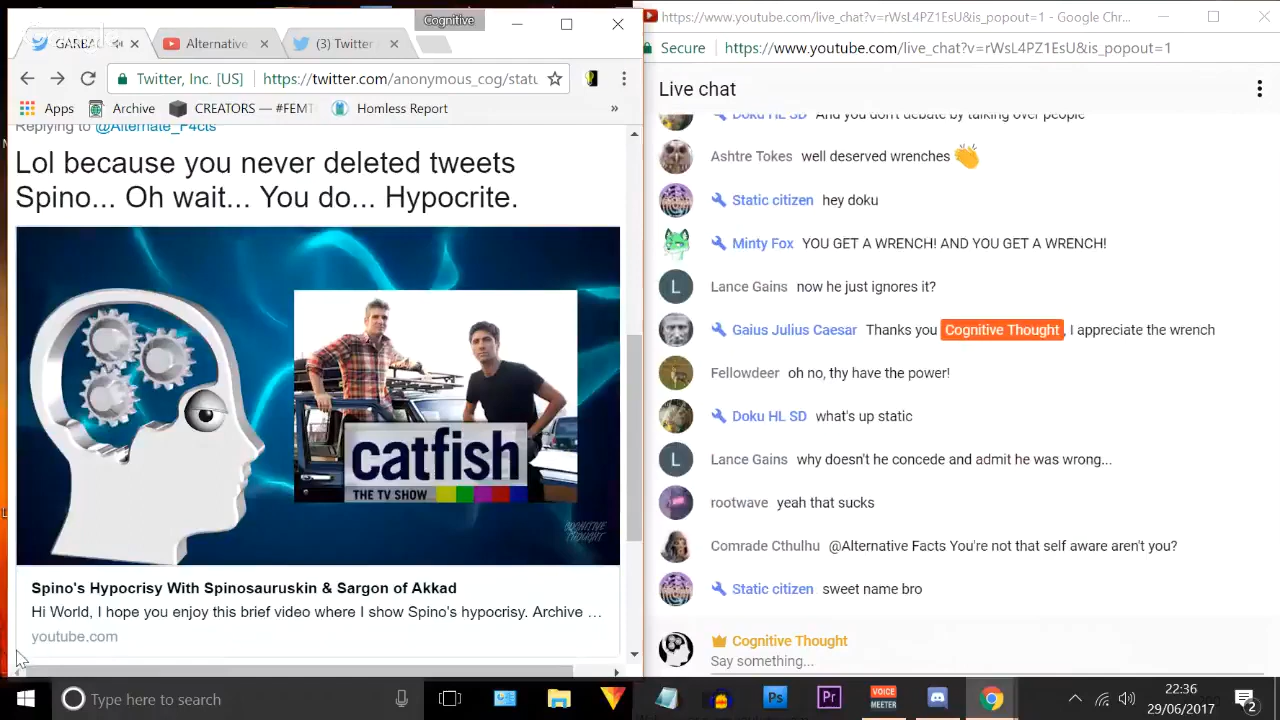 Cognitive
GARBA
Alternative
(3) Twitter
Twitter, Inc. [US]
https://twitter.com/anonymous_cog/statu
Apps
Archive
CREATORS — #FEMT
Homless Report
»
Replying to @Alternate_F4cts
Lol because you never deleted tweets
Spino... Oh wait... You do... Hypocrite.
catfish
THE TV SHOW
COGNITIVE
THOUGHT
Spino's Hypocrisy With Spinosauruskin & Sargon of Akkad
Hi World, I hope you enjoy this brief video where I show Spino's hypocrisy. Archive ...
youtube.com
https://www.youtube.com/live_chat?v=rWsL4PZ1EsU&is_popout=1 - Google Chr...
Secure
https://www.youtube.com/live_chat?v=rWsL4PZ1EsU&is_popout=1
Live chat
Doku HL SD And you don't debate by talking over people
Ashtre Tokes well deserved wrenches
Static citizen hey doku
Minty Fox YOU GET A WRENCH! AND YOU GET A WRENCH!
L
Lance Gains now he just ignores it?
Gaius Julius Caesar Thanks you Cognitive Thought, I appreciate the wrench
Fellowdeer oh no, thy have the power!
Doku HL SD what's up static
L
Lance Gains why doesn't he concede and admit he was wrong...
rootwave yeah that sucks
Comrade Cthulhu @Alternative Facts You're not that self aware aren't you?
Static citizen sweet name bro
Cognitive Thought
Say something...
Type here to search
Ps
Pr
VOICE
MEETER
22:36
29/06/2017
2